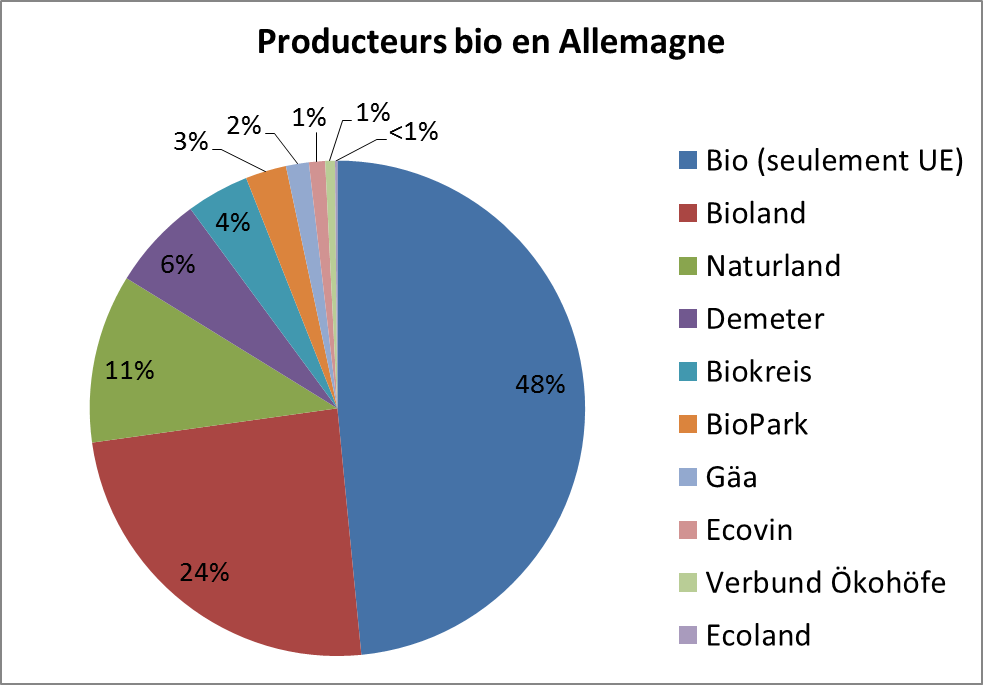 Producteurs bio en Allemagne
1%
1%
2%
<1%
3%
4%
6%
11%
48%
24%
Bio (seulement UE)
Bioland
Naturland
Demeter
Biokreis
BioPark
Gäa
Ecovin
Verbund Ökohöfe
Ecoland